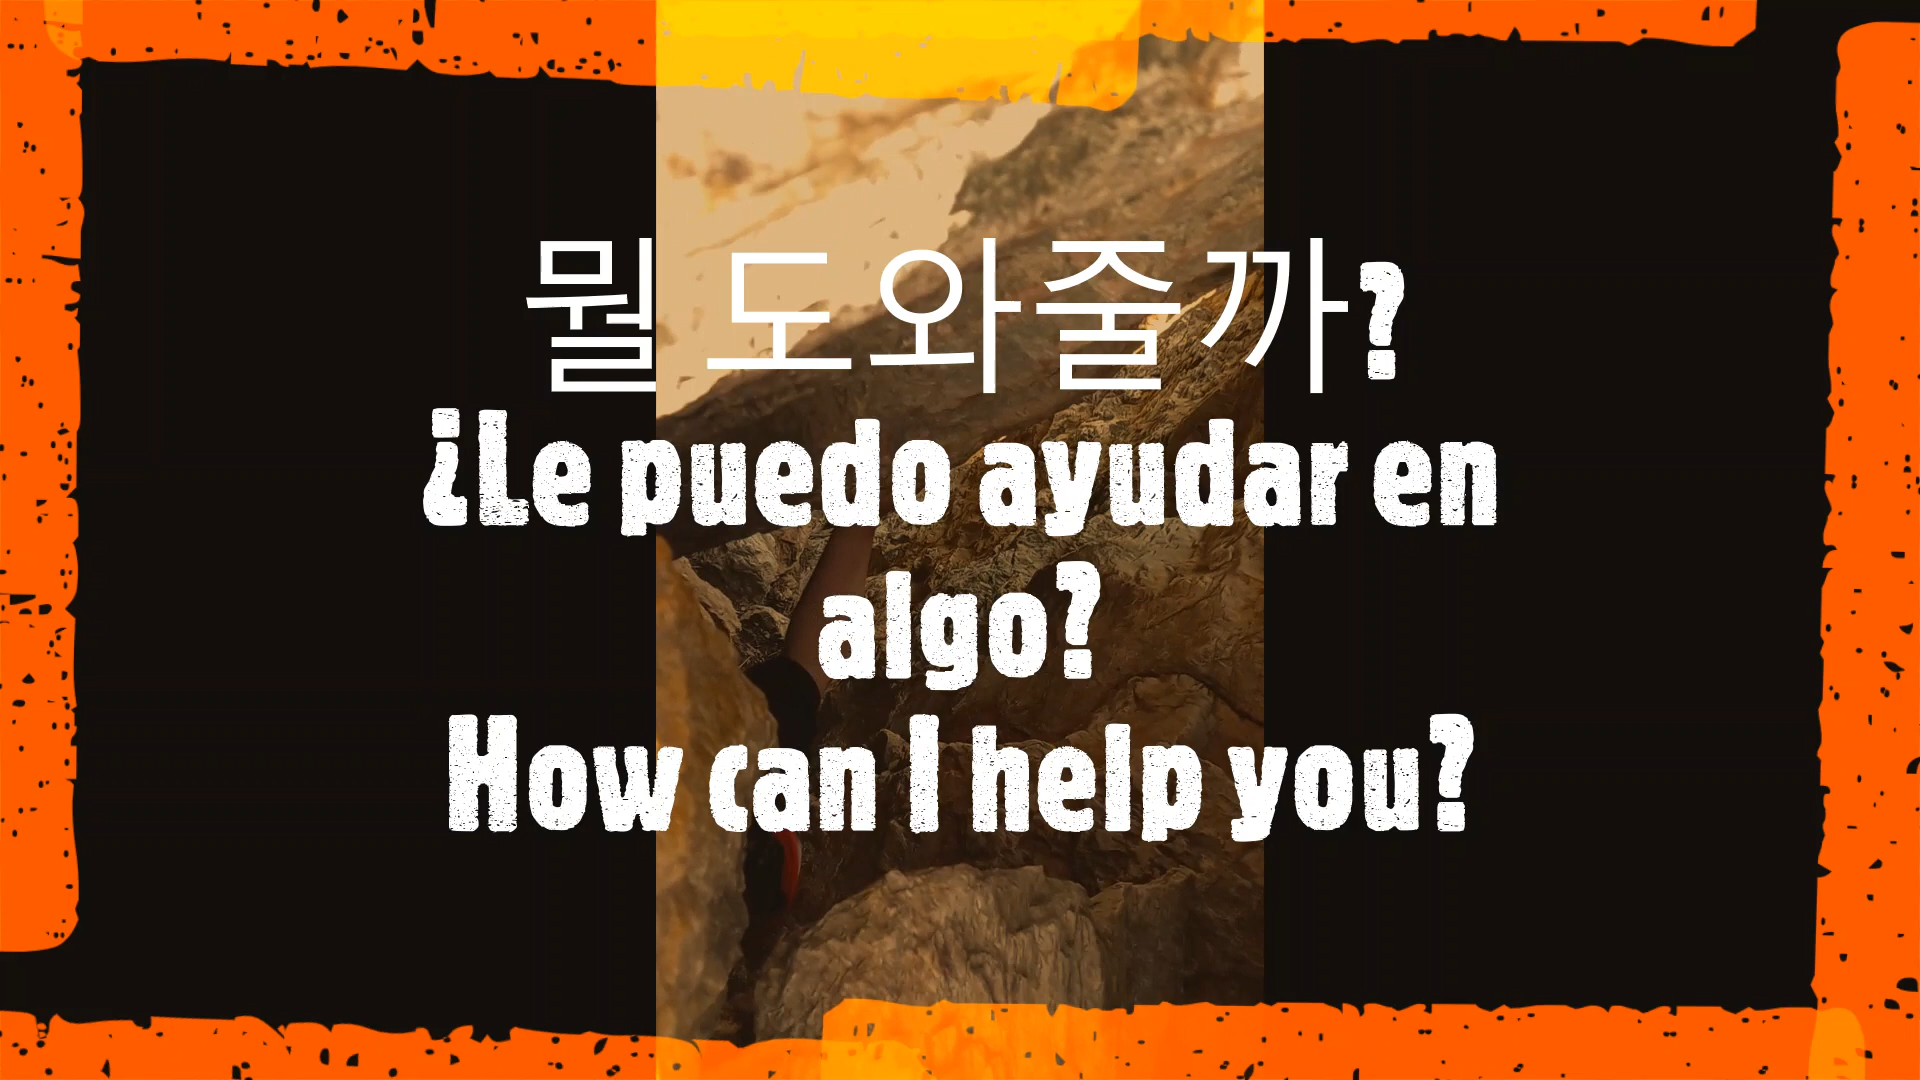 뭘 도와줄까?
¿Le puedo ayudar en
algo?
How can I help you?